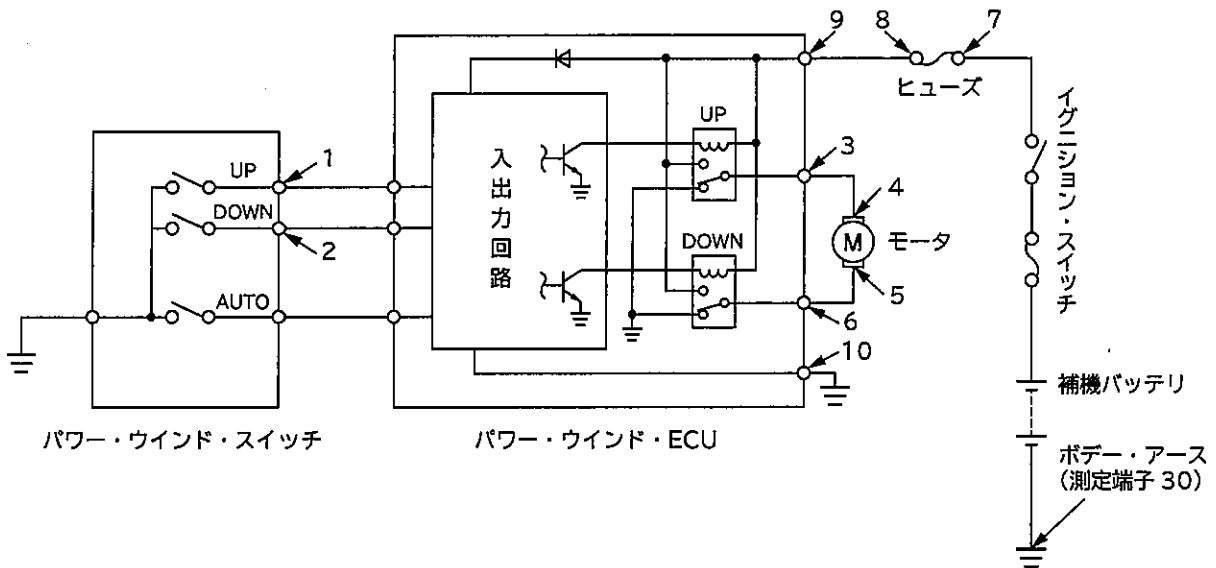 9
8
7
ヒューズ
イグニション・スイッチ
UP
1
UP
3
入出力回路
4
DOWN
2
DOWN
M
モータ
5
AUTO
6
10
補機バッテリ
パワー・ウインド・スイッチ
パワー・ウインド・ECU
ボデー・アース
(測定端子 30)